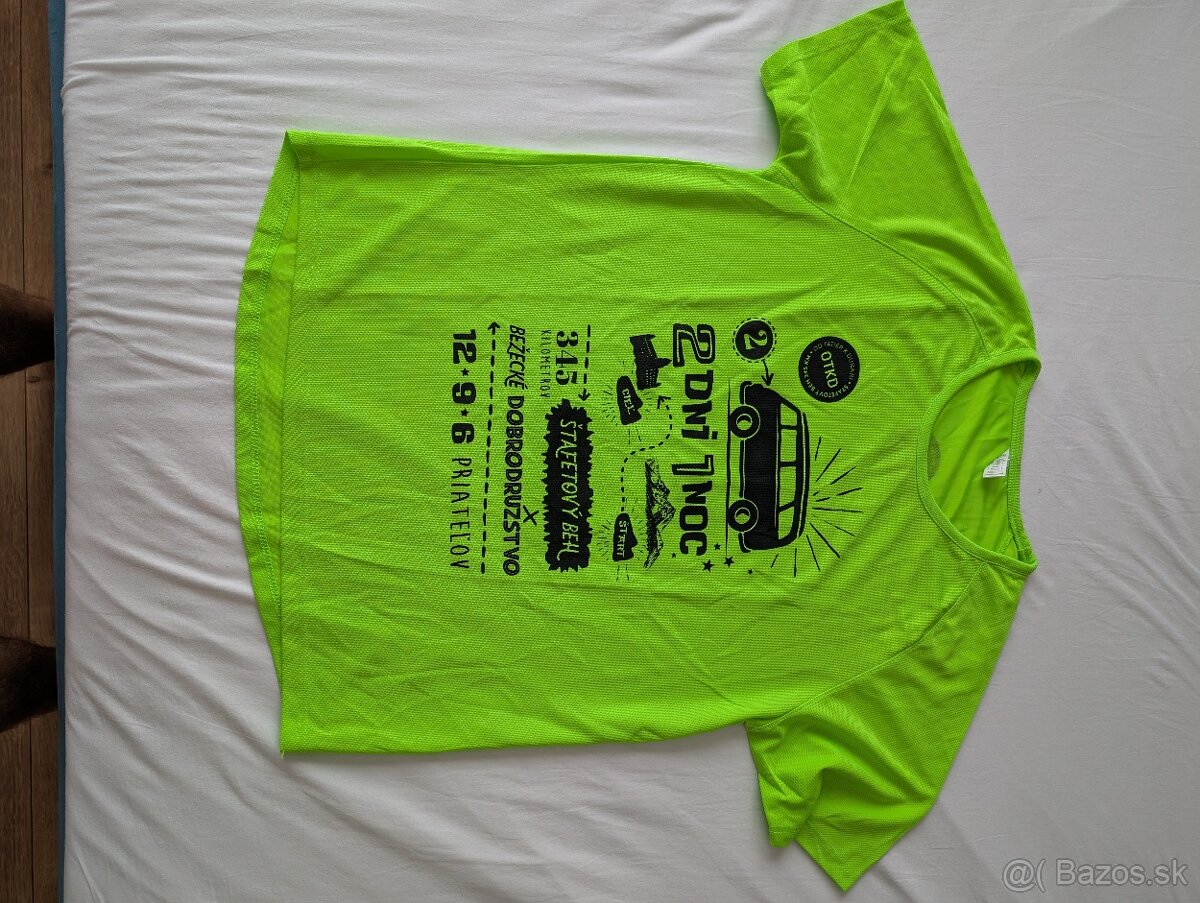 OTKD
2
2 DNI 1 NOC
ŠTART
CIEĽ
345
KILOMETROV
ŠTAFETOVÝ BEH
BEŽECKÉ DOBRODRUŽSTVO
12 * 9 * 6 PRIATEĽOV
@( Bazos.sk